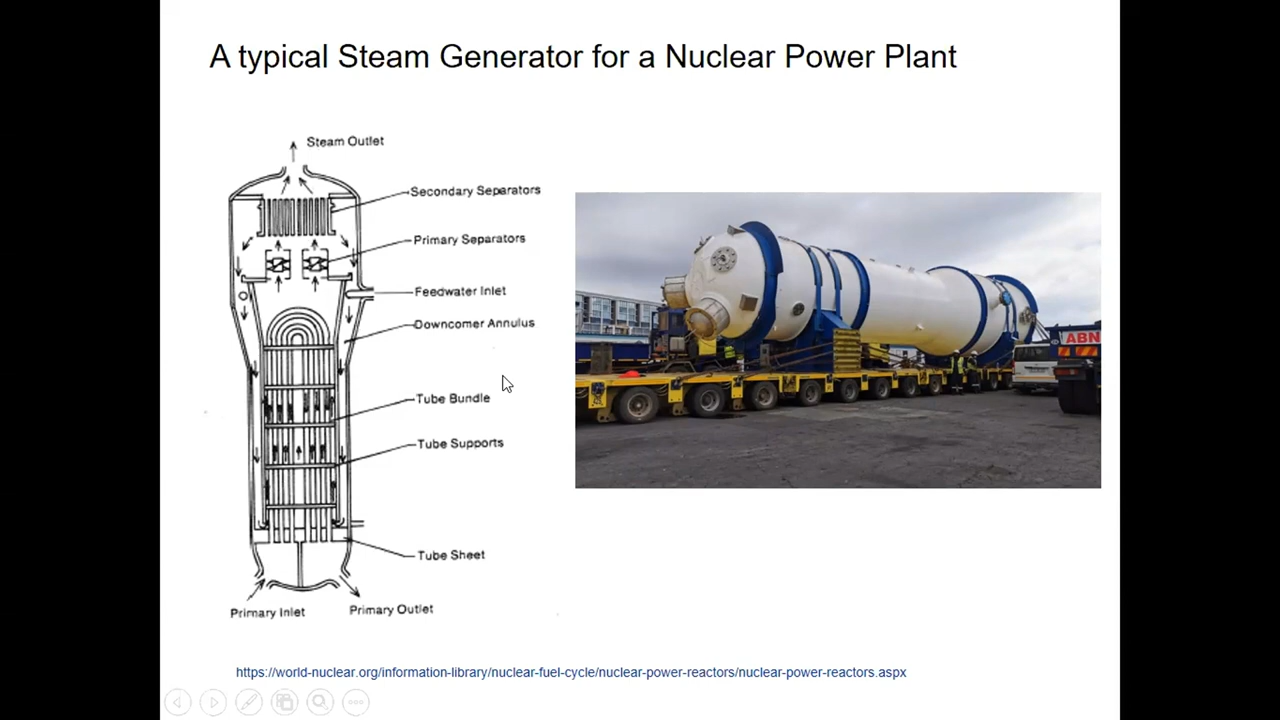 A typical Steam Generator for a Nuclear Power Plant
Steam Outlet
Secondary Separators
Primary Separators
Feedwater Inlet
Downcomer Annulus
Tube Bundle
Tube Supports
Tube Sheet
Primary Inlet
Primary Outlet
ABN
https://world-nuclear.org/information-library/nuclear-fuel-cycle/nuclear-power-reactors/nuclear-power-reactors.aspx